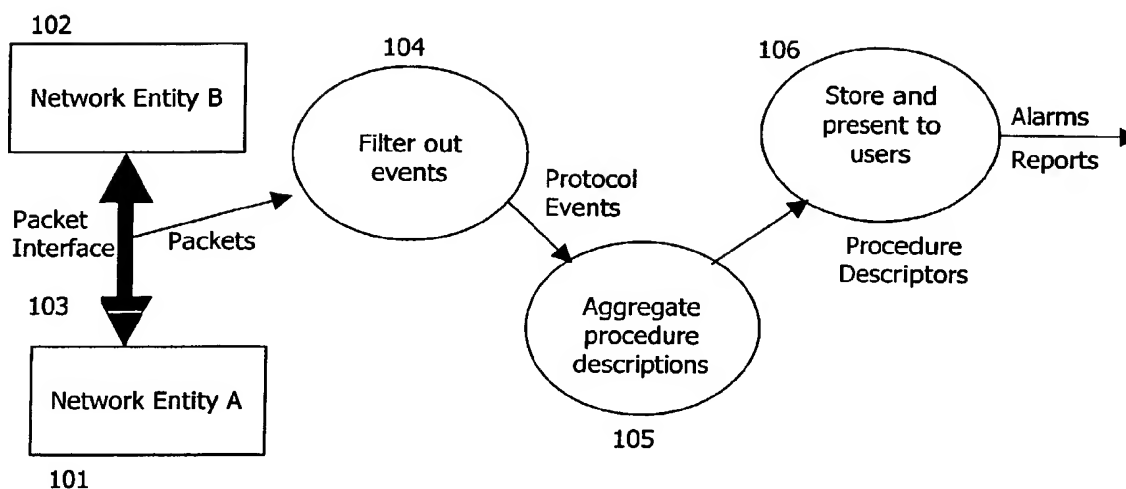 102
Network Entity B
Packet
Interface
Packets
103
Network Entity A
101
104
Filter out
events
Protocol
Events
Aggregate
procedure
descriptions
105
106
Store and
present to
users
Procedure
Descriptors
Alarms
Reports